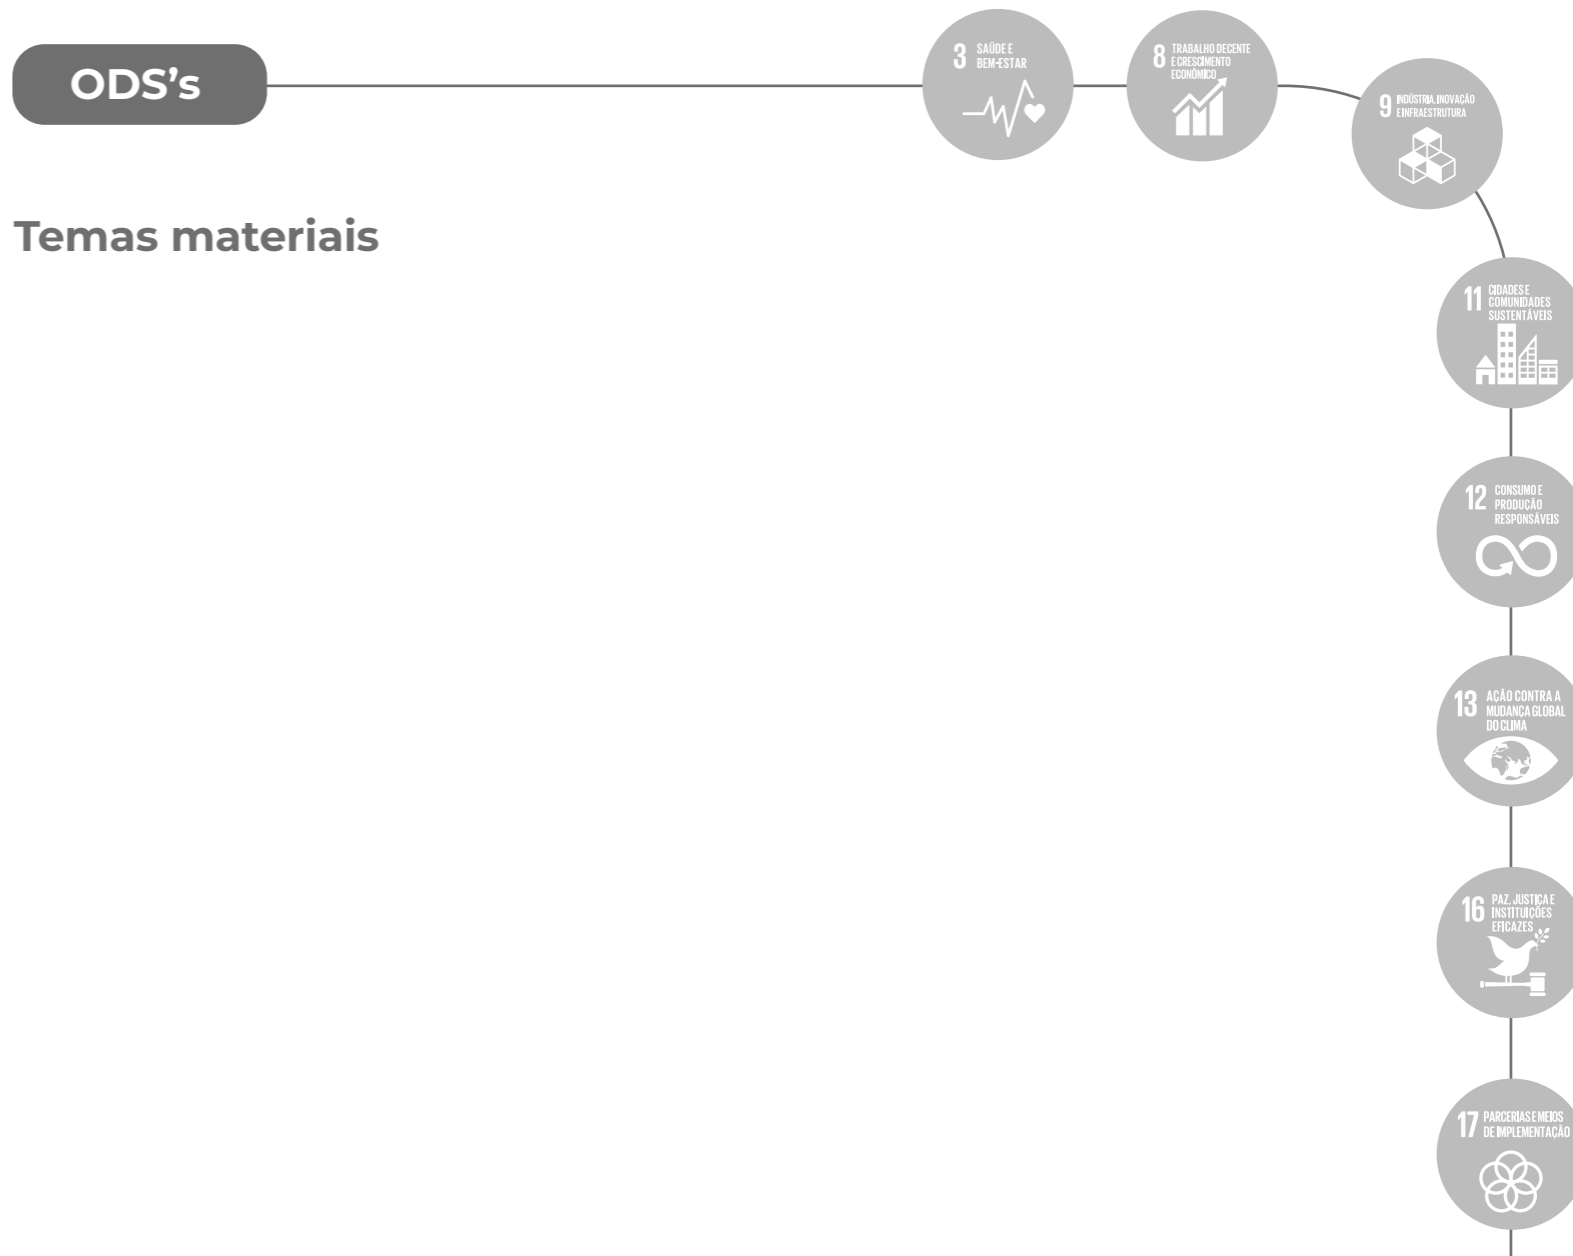 ODS's
3 SAÚDE E
BEM-ESTAR
8 TRABALHO DECENTE
E CRESCIMENTO
ECONÔMICO
9 INDÚSTRIA, INOVAÇÃO
E INFRAESTRUTURA
Temas materiais
11 CIDADES E
COMUNIDADES
SUSTENTÁVEIS
12 CONSUMO E
PRODUÇÃO
RESPONSÁVEIS
13 AÇÃO CONTRA A
MUDANÇA GLOBAL
DO CLIMA
16 PAZ, JUSTIÇA E
INSTITUIÇÕES
EFICAZES
17 PARCERIAS E MEIOS
DE IMPLEMENTAÇÃO